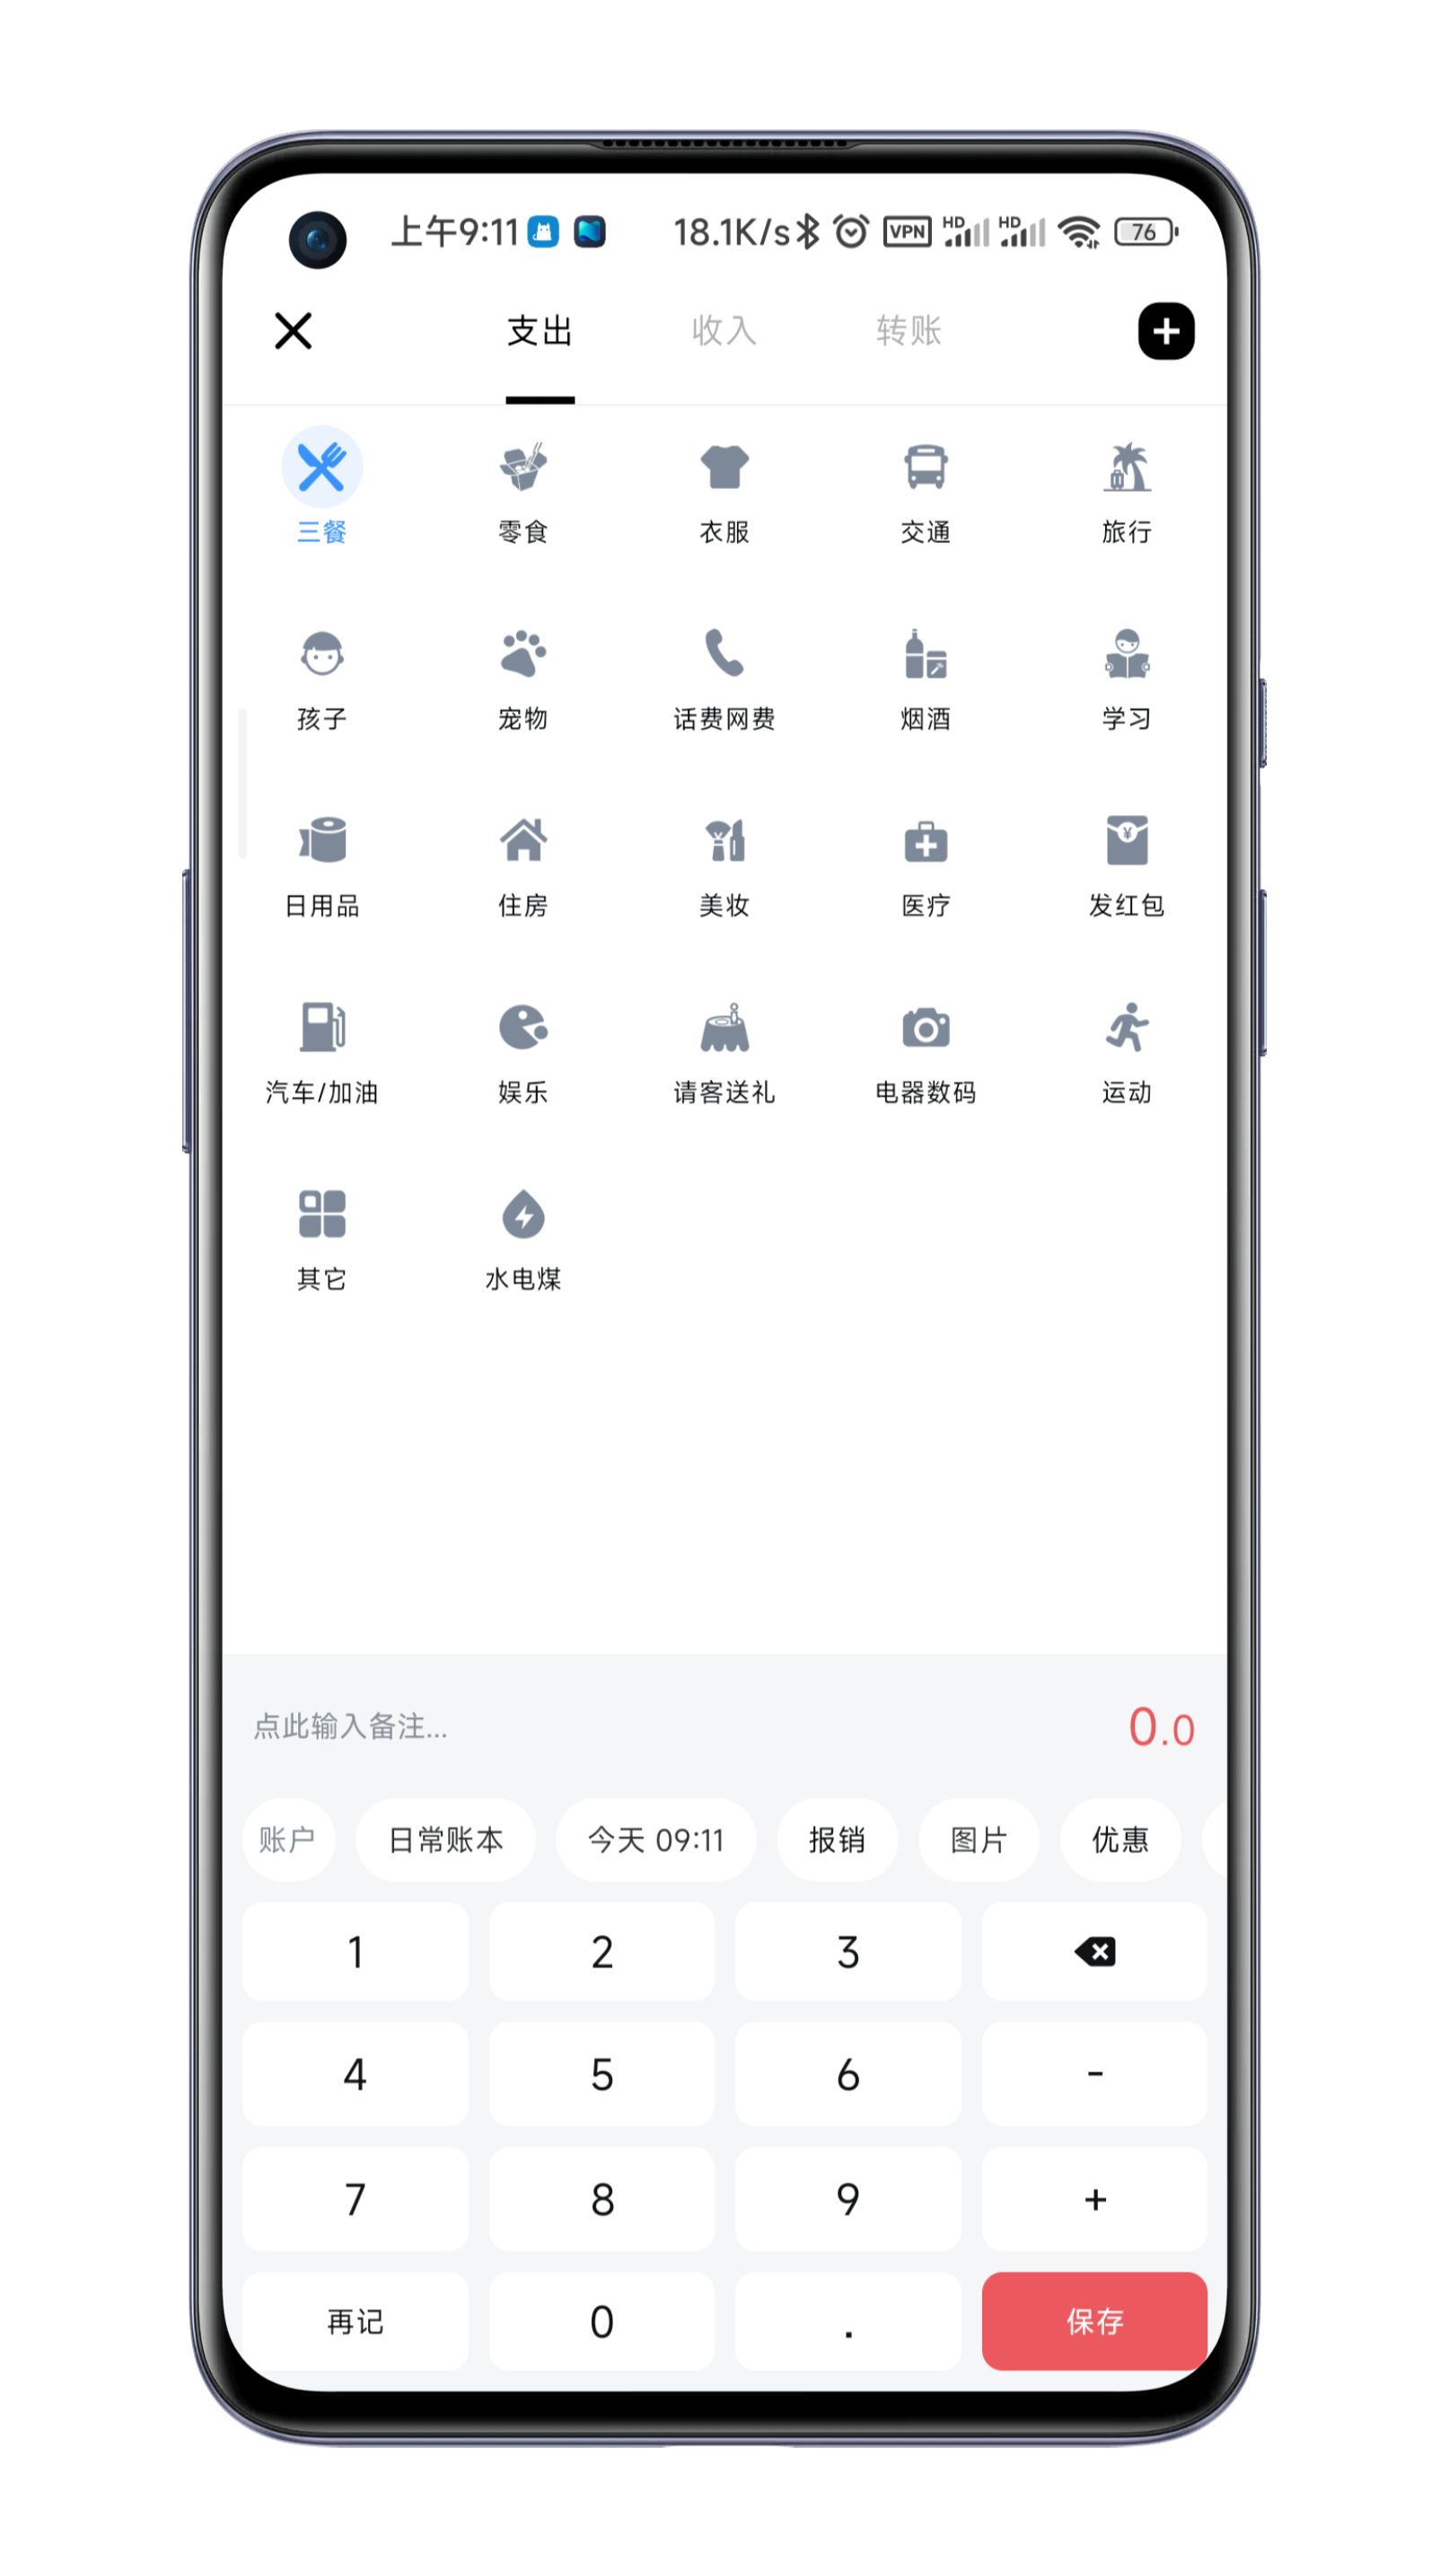 上午9:11 18.1K/s VPN HD HD 76
支出 收入 转账
三餐 零食 衣服 交通 旅行
孩子 宠物 话费网费 烟酒 学习
¥
日用品 住房 美妆 医疗 发红包
汽车/加油 娱乐 请客送礼 电器数码 运动
其它 水电煤
点此输入备注... 0.0
账户 日常账本 今天 09:11 报销 图片 优惠
1 2 3
4 5 6 -
7 8 9 +
再记 0 . 保存